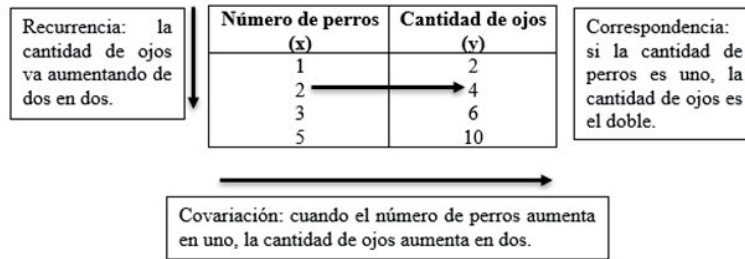 Recurrencia: la
cantidad de ojos
va aumentando de
dos en dos.
Número de perros Cantidad de ojos
(x) (y)
1 2
2 4
3 6
5 10
Correspondencia:
si la cantidad de
perros es uno, la
cantidad de ojos es
el doble.
Covariación: cuando el número de perros aumenta
en uno, la cantidad de ojos aumenta en dos.